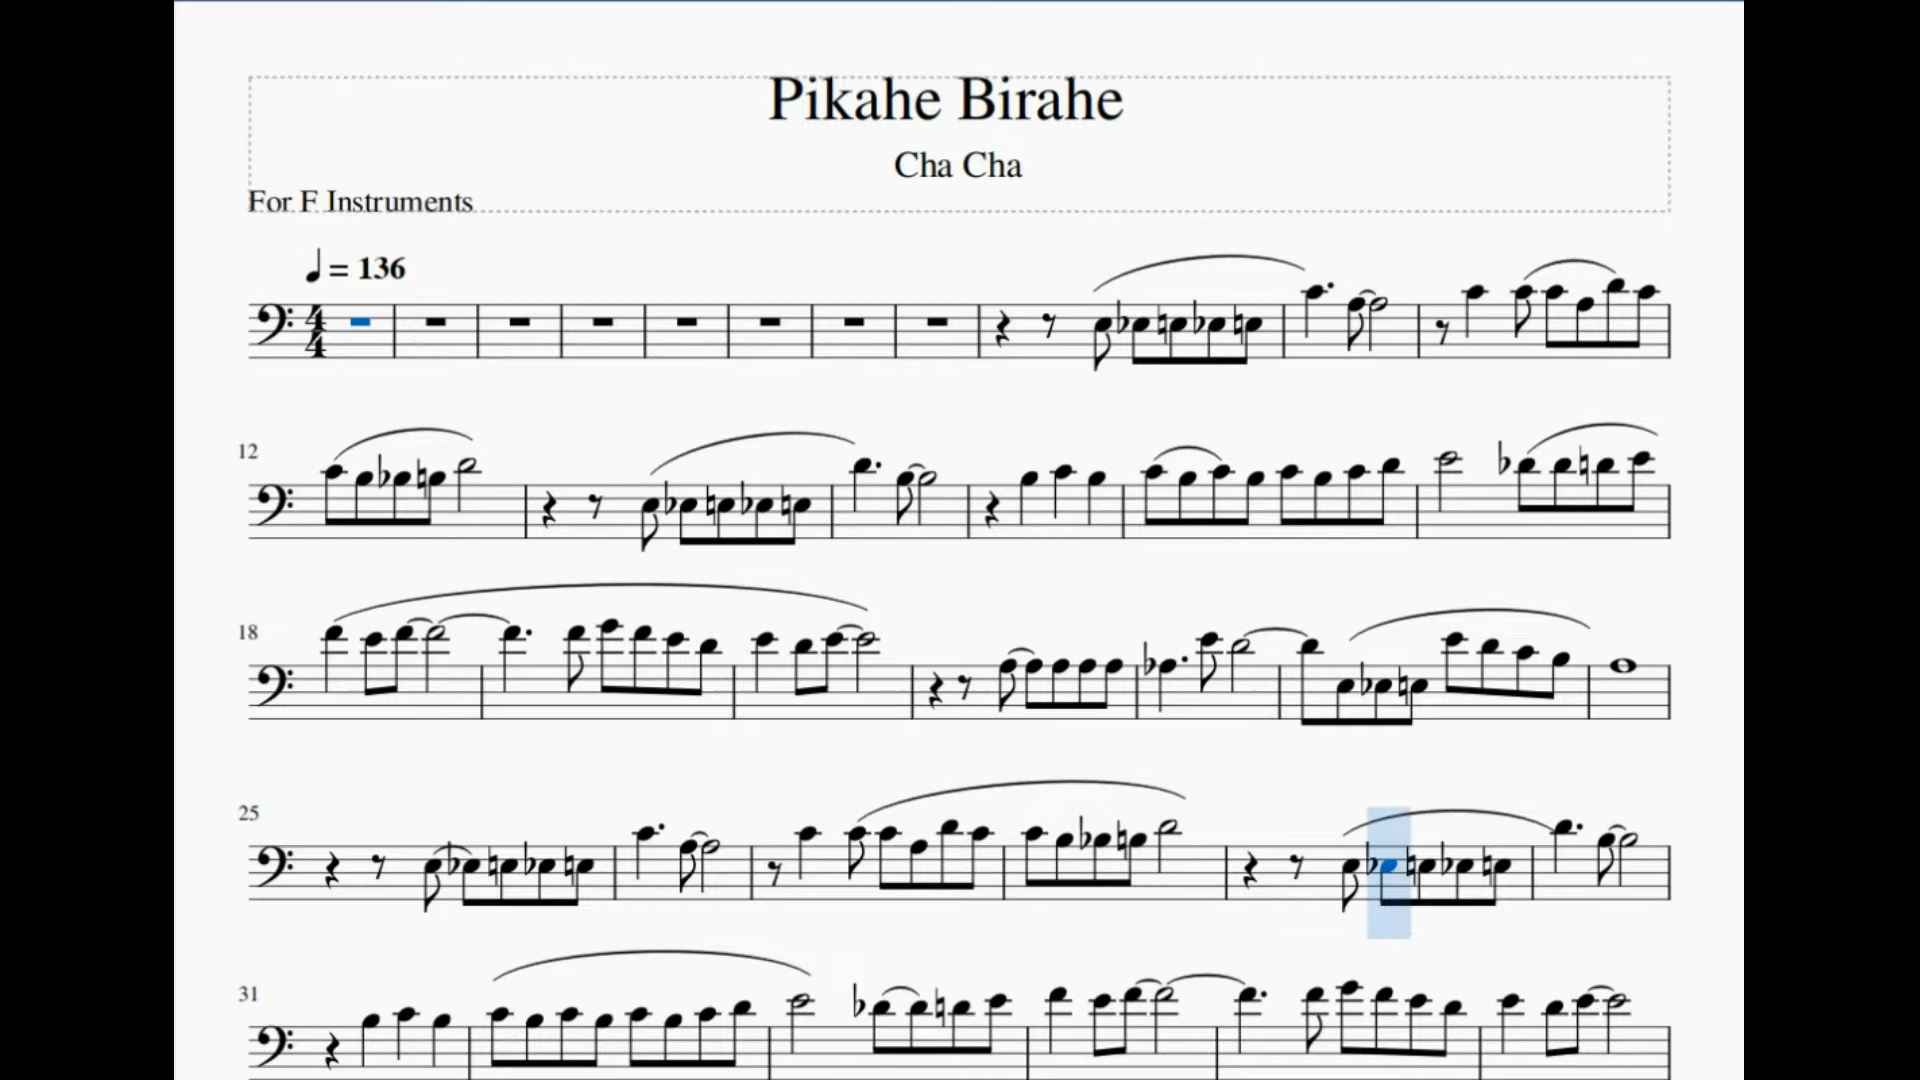 Pikahe Birahe
Cha Cha
For F Instruments
= 136
4
4
12
18
25
31